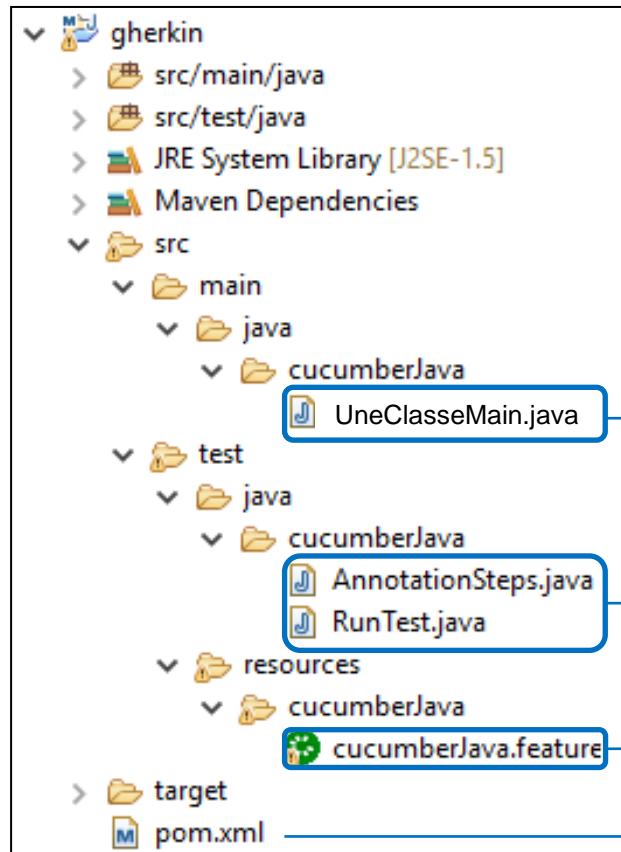 gherkin
src/main/java
src/test/java
JRE System Library [J2SE-1.5]
Maven Dependencies
src
main
java
cucumberJava
UneClasseMain.java
test
java
cucumberJava
AnnotationSteps.java
RunTest.java
resources
cucumberJava
cucumberJava.feature
target
pom.xml